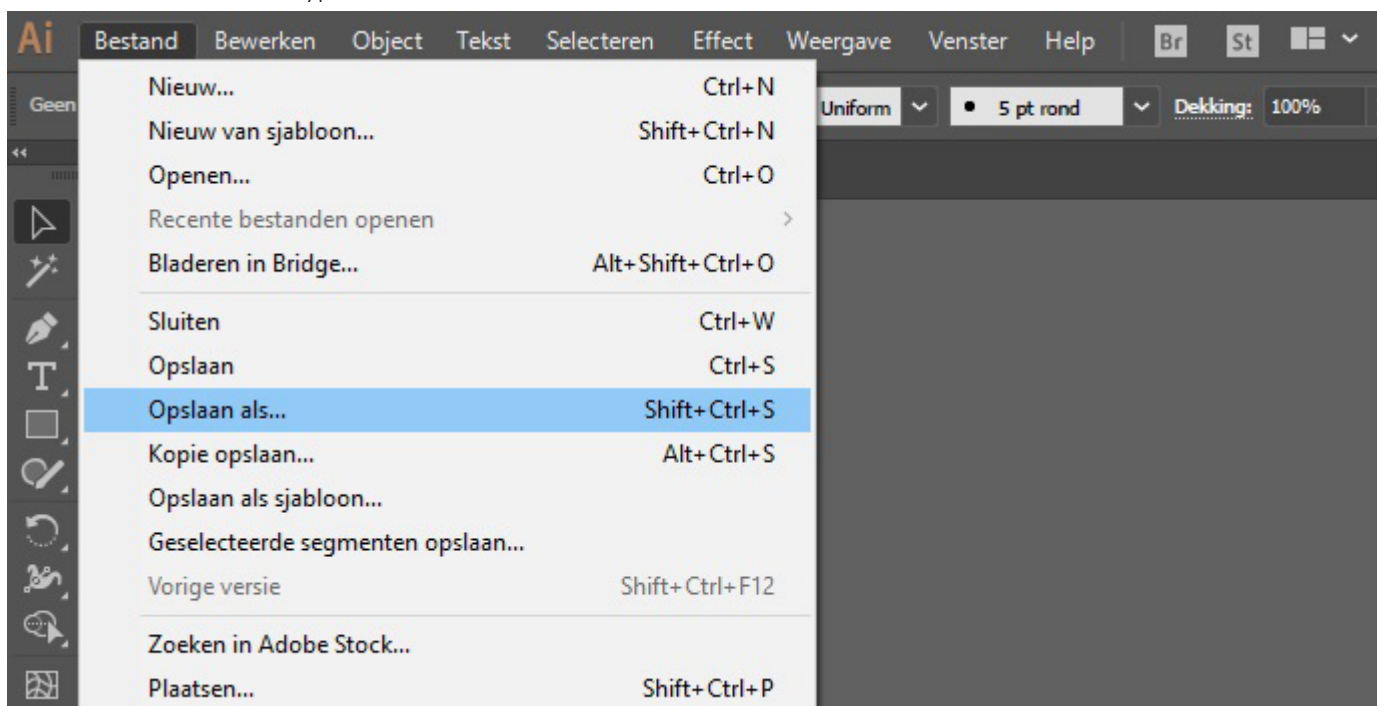 Ai Bestand Bewerken Object Tekst Selecteren Effect Weergave Venster Help Br St
Geen Uniform 5 pt rond Dekking: 100%
Nieuw... Ctrl+N
Nieuw van sjabloon... Shift+Ctrl+N
Openen... Ctrl+O
Recente bestanden openen >
Bladeren in Bridge... Alt+Shift+Ctrl+O
Sluiten Ctrl+W
Opslaan Ctrl+S
Opslaan als... Shift+Ctrl+S
Kopie opslaan... Alt+Ctrl+S
Opslaan als sjabloon...
Geselecteerde segmenten opslaan...
Vorige versie Shift+Ctrl+F12
Zoeken in Adobe Stock...
Plaatsen... Shift+Ctrl+P